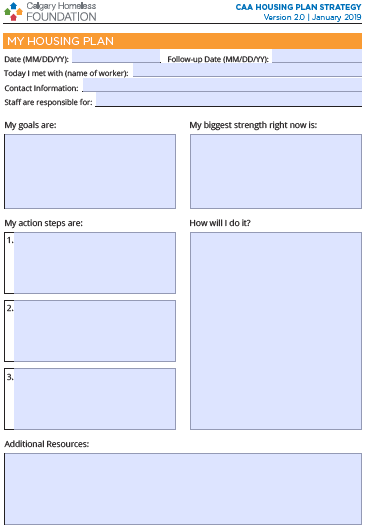 Calgary Homeless
FOUNDATION
CAA HOUSING PLAN STRATEGY
Version 2.0 | January 2019
MY HOUSING PLAN
Date (MM/DD/YY): Follow-up Date (MM/DD/YY):
Today I met with (name of worker):
Contact Information:
Staff are responsible for:
My goals are: My biggest strength right now is:
My action steps are: How will I do it?
1.
2.
3.
Additional Resources: